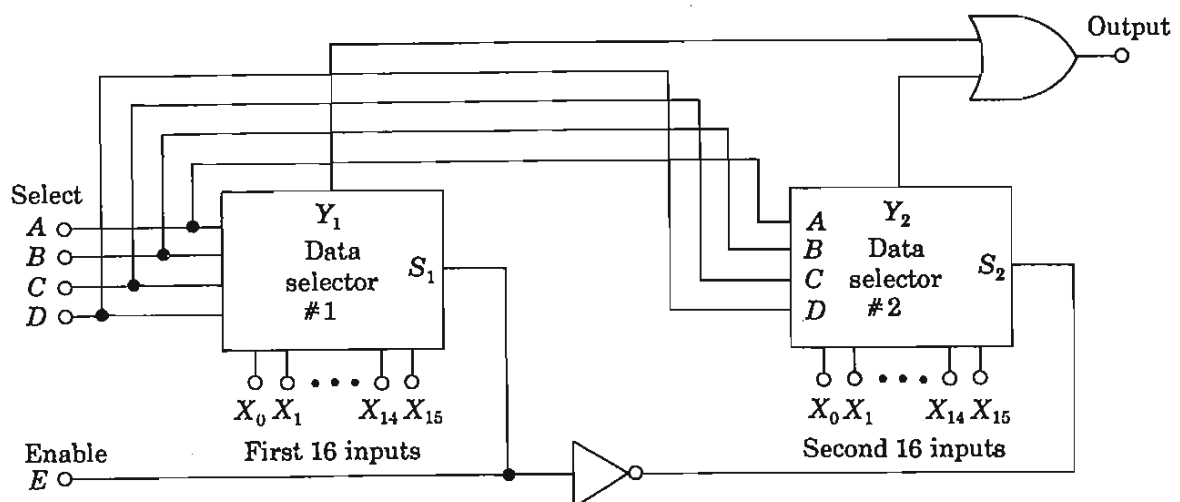 Output
Select
A
B
C
D
Y1
Data
selector
#1
S1
X0 X1 X14 X15
First 16 inputs
A
B
C
D
Y2
Data
selector
#2
S2
X0 X1 X14 X15
Second 16 inputs
Enable
E